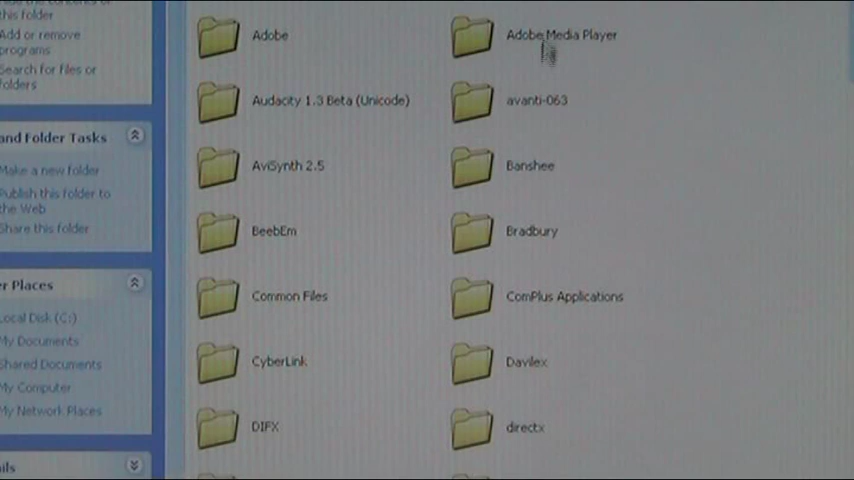 this folder
Add or remove
programs
Search for files or
folders
and Folder Tasks
Make a new folder
Publish this folder to
the Web
Share this folder
er Places
Local Disk (C:)
My Documents
Shared Documents
My Computer
My Network Places
ils
Adobe
Adobe Media Player
Audacity 1.3 Beta (Unicode)
avanti-063
AviSynth 2.5
Banshee
BeebEm
Bradbury
Common Files
ComPlus Applications
CyberLink
Davilex
DIFX
directx